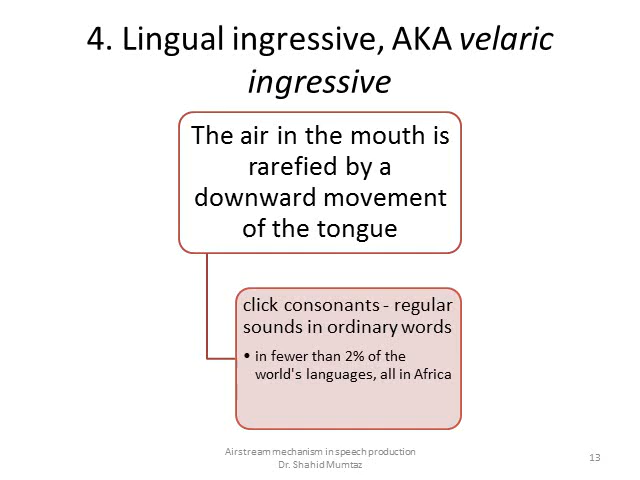 4. Lingual ingressive, AKA velaric
ingressive
The air in the mouth is
rarefied by a
downward movement
of the tongue
click consonants - regular
sounds in ordinary words
• in fewer than 2% of the
world's languages, all in Africa
Airstream mechanism in speech production
Dr. Shahid Mumtaz
13